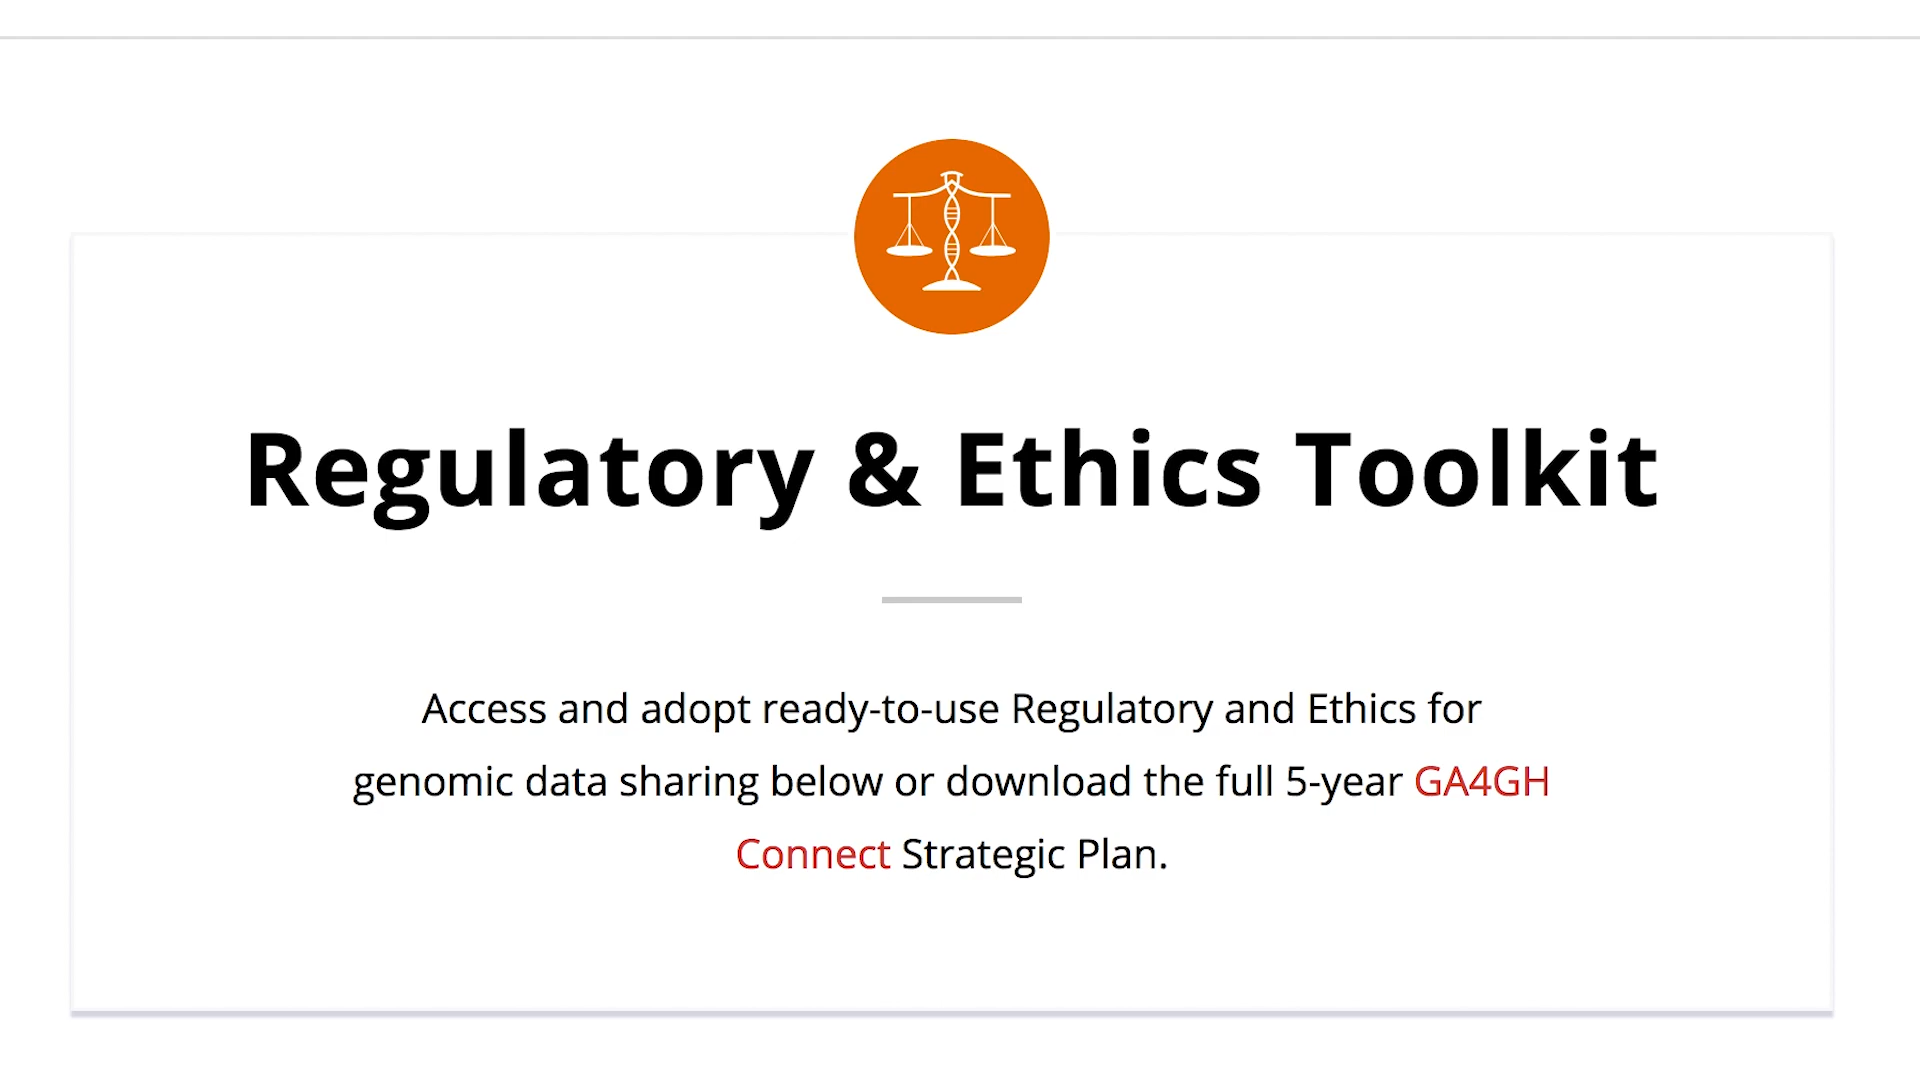 Regulatory & Ethics Toolkit
Access and adopt ready-to-use Regulatory and Ethics for
genomic data sharing below or download the full 5-year GA4GH
Connect Strategic Plan.